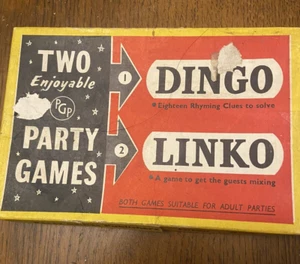 TWO
Enjoyable
PGP
PARTY
GAMES
1
DINGO
Eighteen Rhyming Clues to solve
2
LINKO
A game to get the guests mixing
BOTH GAMES SUITABLE FOR ADULT PARTIES